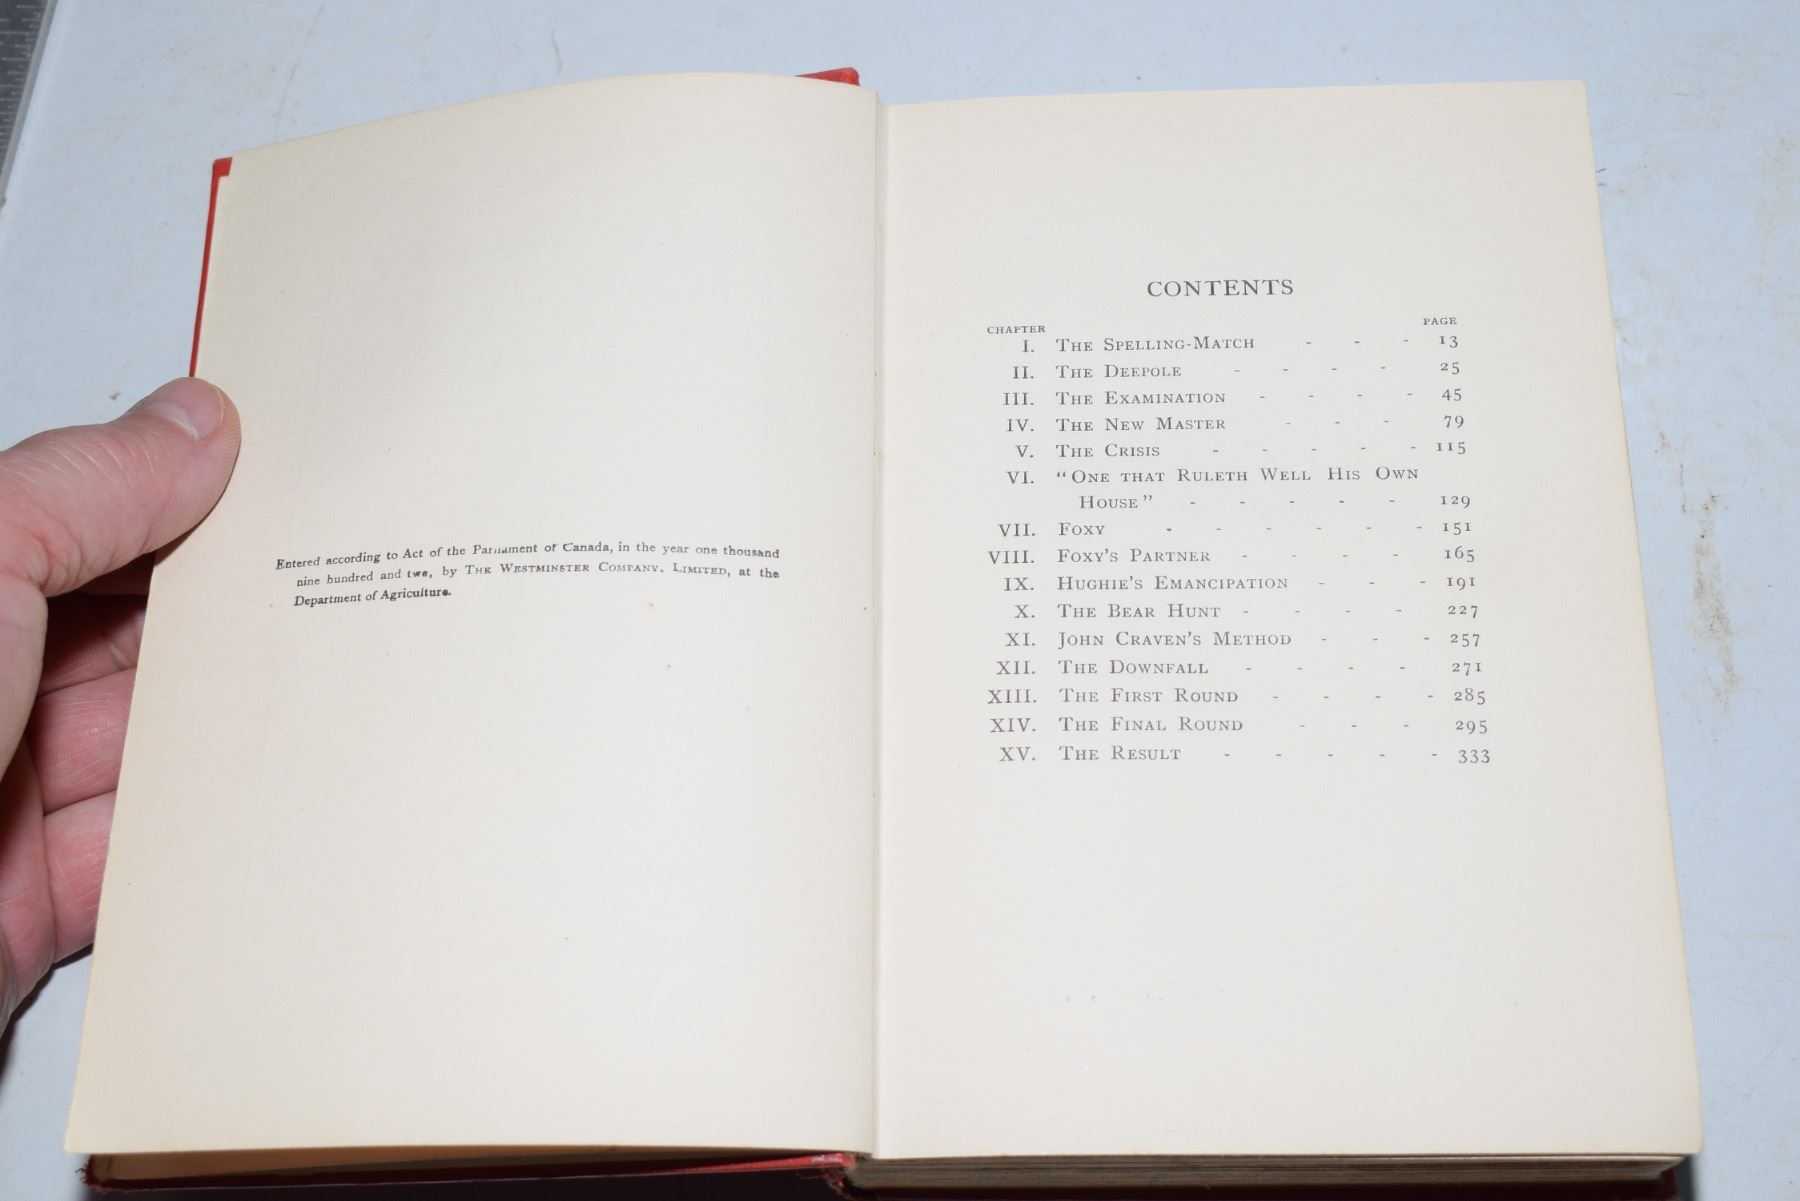 Entered according to Act of the Parliament of Canada, in the year one thousand
nine hundred and two, by THE WESTMINSTER COMPANY, LIMITED, at the
Department of Agriculture.
CONTENTS
CHAPTER PAGE
I. THE SPELLING-MATCH - - - 13
II. THE DEEPOLE - - - - 25
III. THE EXAMINATION - - - - 45
IV. THE NEW MASTER - - - 79
V. THE CRISIS - - - - - 115
VI. "ONE THAT RULETH WELL HIS OWN
HOUSE" - - - - - 129
VII. FOXY - - - - - - 151
VIII. FOXY'S PARTNER - - - - 165
IX. HUGHIE'S EMANCIPATION - - - 191
X. THE BEAR HUNT - - - - 227
XI. JOHN CRAVEN'S METHOD - - - 257
XII. THE DOWNFALL - - - - 271
XIII. THE FIRST ROUND - - - - 285
XIV. THE FINAL ROUND - - - 295
XV. THE RESULT - - - - - 333